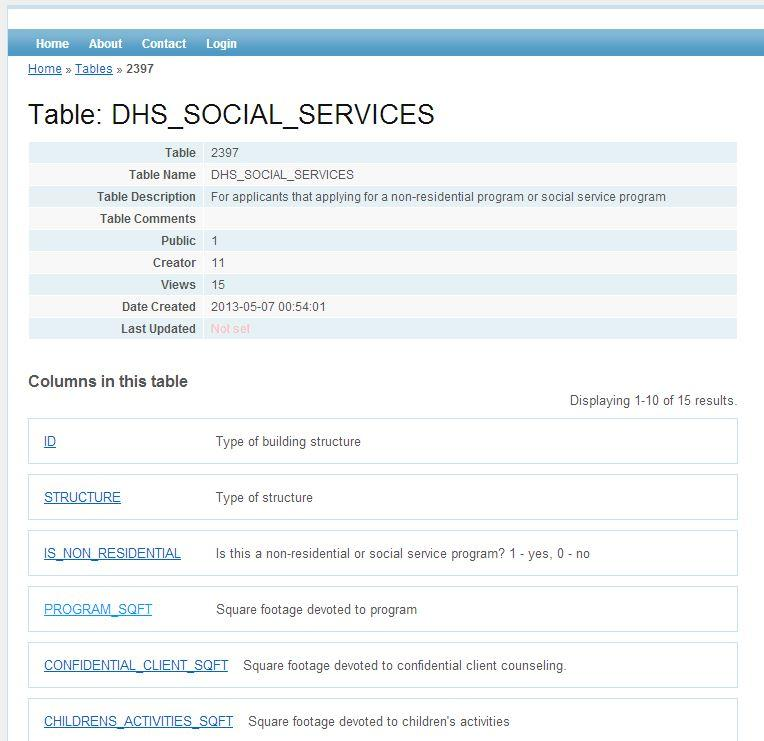 Home About Contact Login
Home » Tables » 2397
Table: DHS_SOCIAL_SERVICES
Table 2397
Table Name DHS_SOCIAL_SERVICES
Table Description For applicants that applying for a non-residential program or social service program
Table Comments
Public 1
Creator 11
Views 15
Date Created 2013-05-07 00:54:01
Last Updated Not set
Columns in this table
Displaying 1-10 of 15 results.
ID Type of building structure
STRUCTURE Type of structure
IS_NON_RESIDENTIAL Is this a non-residential or social service program? 1 - yes, 0 - no
PROGRAM_SQFT Square footage devoted to program
CONFIDENTIAL_CLIENT_SQFT Square footage devoted to confidential client counseling.
CHILDRENS_ACTIVITIES_SQFT Square footage devoted to children's activities